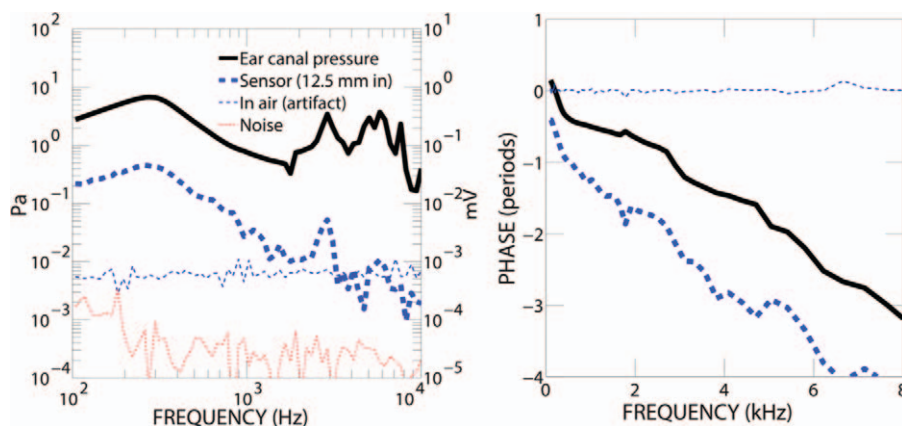 10² 10¹ 10⁰ 10⁻¹ 10⁻² 10⁻³ 10⁻⁴
Pa
Ear canal pressure
Sensor (12.5 mm in)
In air (artifact)
Noise
10¹ 10⁰ 10⁻¹ 10⁻² 10⁻³ 10⁻⁴ 10⁻⁵
mV
10² 10³ 10⁴
FREQUENCY (Hz)
1 0 −1 −2 −3 −4
PHASE (periods)
0 2 4 6 8
FREQUENCY (kHz)